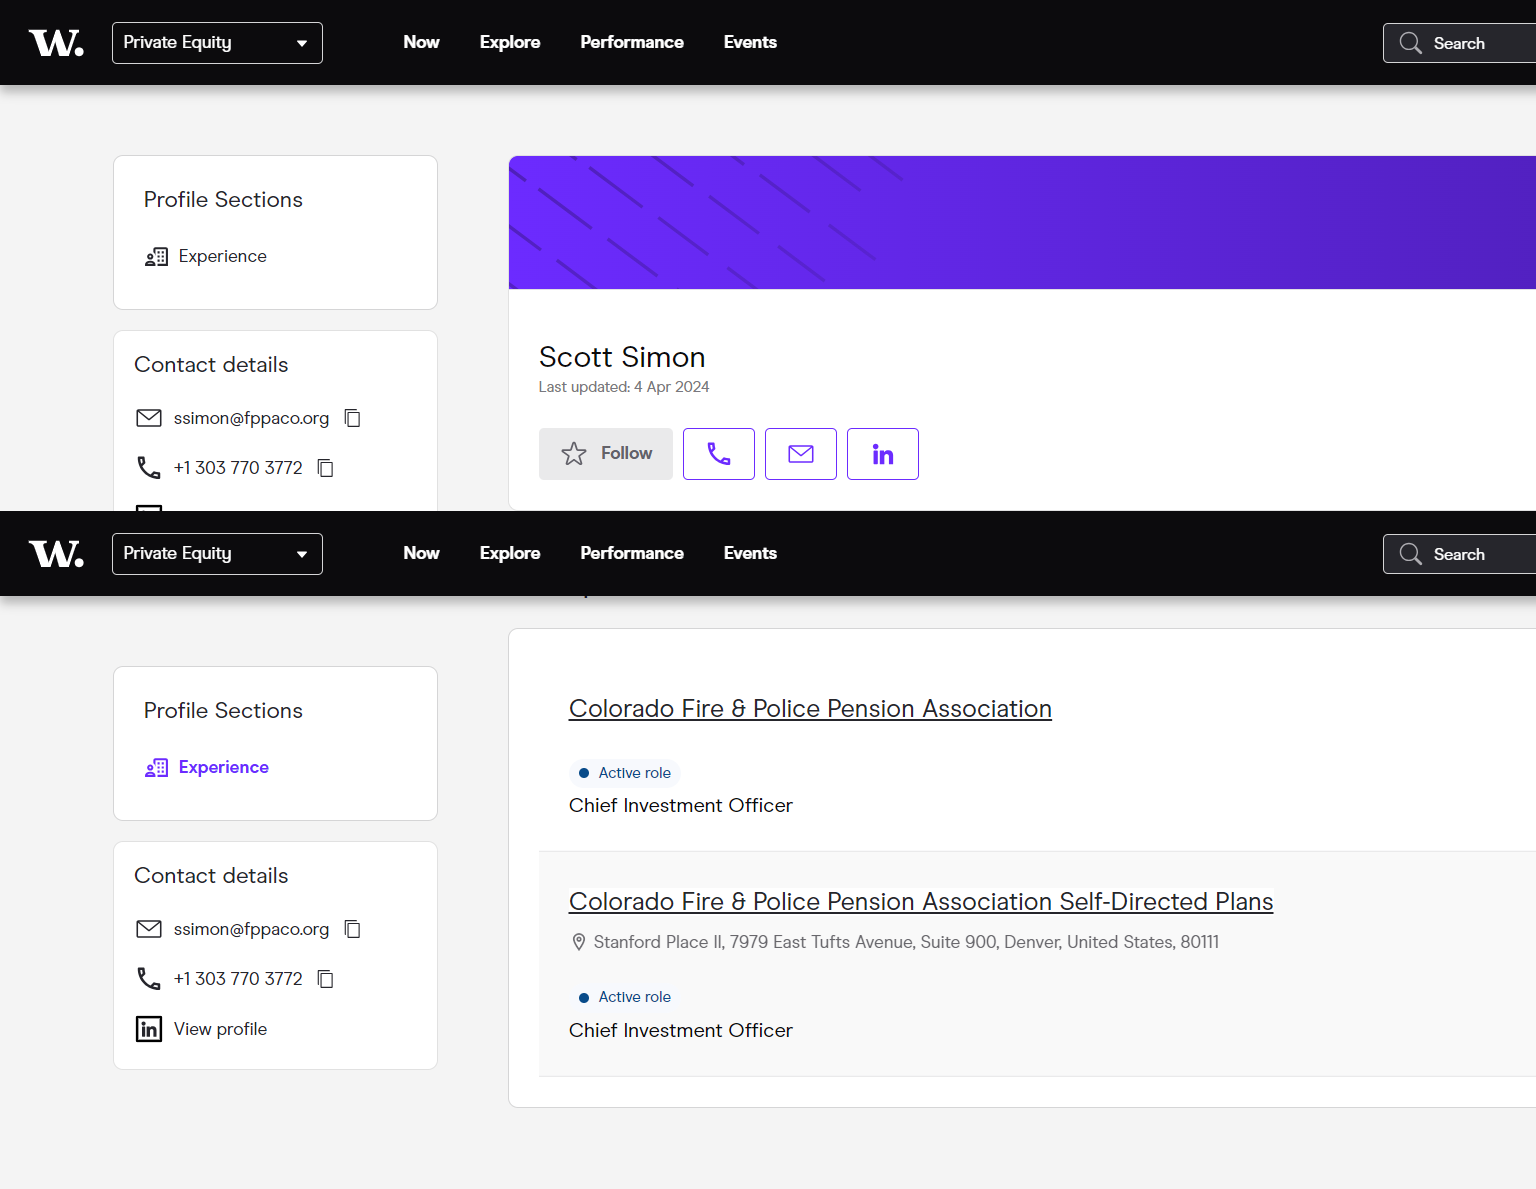 W.
Private Equity
Now
Explore
Performance
Events
Search
Profile Sections
Experience
Contact details
ssimon@fppaco.org
+1 303 770 3772
Scott Simon
Last updated: 4 Apr 2024
Follow
in
W.
Private Equity
Now
Explore
Performance
Events
Search
Profile Sections
Experience
Contact details
ssimon@fppaco.org
+1 303 770 3772
in View profile
Colorado Fire & Police Pension Association
Active role
Chief Investment Officer
Colorado Fire & Police Pension Association Self-Directed Plans
Stanford Place II, 7979 East Tufts Avenue, Suite 900, Denver, United States, 80111
Active role
Chief Investment Officer